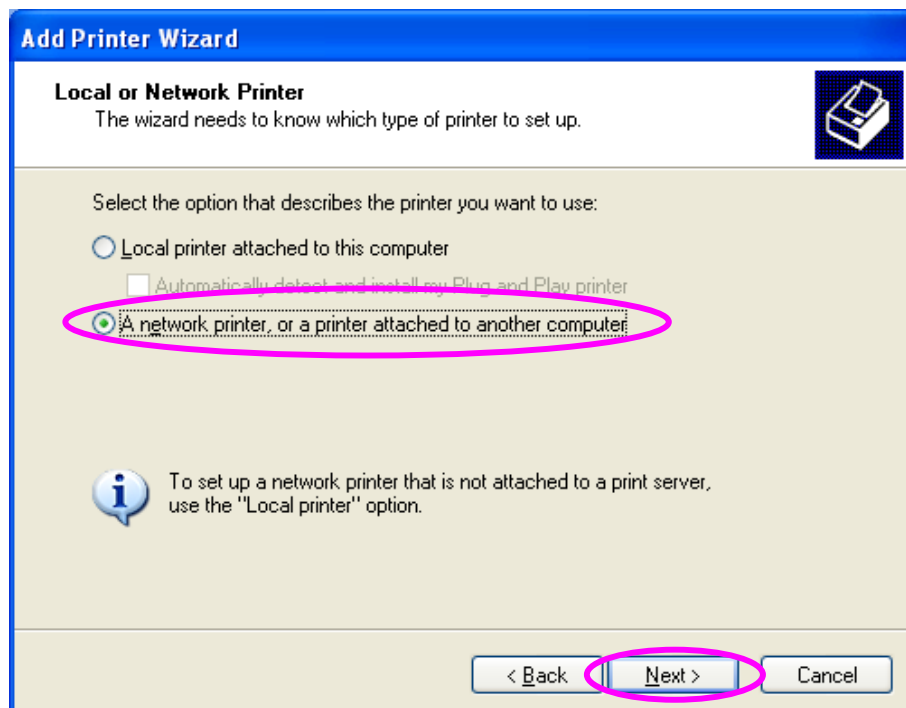 Add Printer Wizard
Local or Network Printer
The wizard needs to know which type of printer to set up.
Select the option that describes the printer you want to use:
Local printer attached to this computer
Automatically detect and install my Plug and Play printer
A network printer, or a printer attached to another computer
To set up a network printer that is not attached to a print server,
use the "Local printer" option.
< Back Next > Cancel